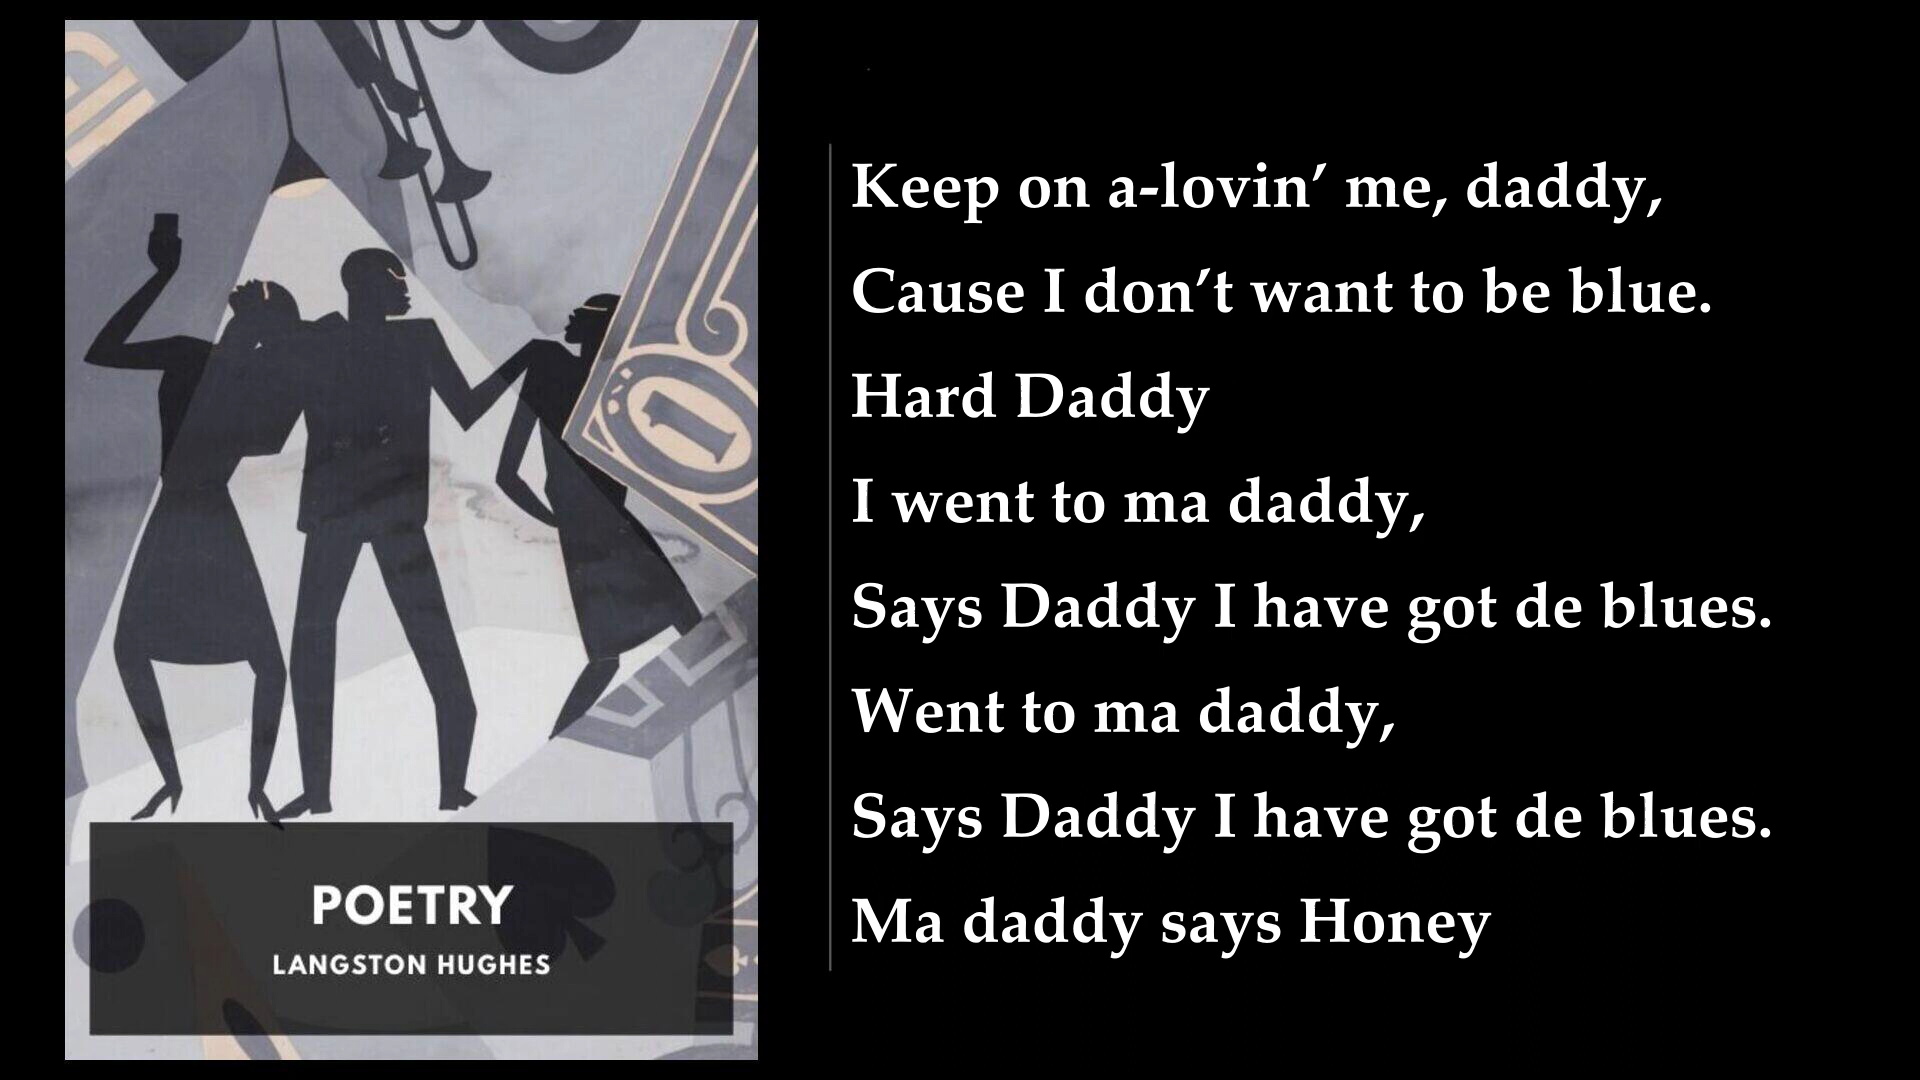 POETRY
LANGSTON HUGHES
Keep on a-lovin’ me, daddy,
Cause I don’t want to be blue.
Hard Daddy
I went to ma daddy,
Says Daddy I have got de blues.
Went to ma daddy,
Says Daddy I have got de blues.
Ma daddy says Honey